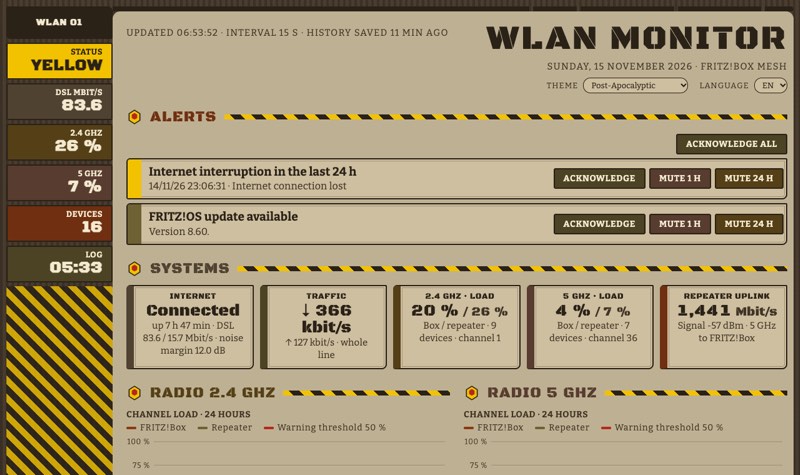 WLAN 01
STATUS
YELLOW
DSL MBIT/S
83.6
2.4 GHZ
26 %
5 GHZ
7 %
DEVICES
16
LOG
05:33
UPDATED 06:53:52 · INTERVAL 15 S · HISTORY SAVED 11 MIN AGO
WLAN MONITOR
SUNDAY, 15 NOVEMBER 2026 · FRITZ!BOX MESH
THEME Post-Apocalyptic LANGUAGE EN
ALERTS
ACKNOWLEDGE ALL
Internet interruption in the last 24 h
14/11/26 23:06:31 · Internet connection lost
ACKNOWLEDGE MUTE 1 H MUTE 24 H
FRITZ!OS update available
Version 8.60.
ACKNOWLEDGE MUTE 1 H MUTE 24 H
SYSTEMS
INTERNET
Connected
up 7 h 47 min · DSL
83.6 / 15.7 Mbit/s · noise
margin 12.0 dB
TRAFFIC
↓ 366
kbit/s
↑ 127 kbit/s · whole
line
2.4 GHZ · LOAD
20 % / 26 %
Box / repeater · 9
devices · channel 1
5 GHZ · LOAD
4 % / 7 %
Box / repeater · 7
devices · channel 36
REPEATER UPLINK
1,441 Mbit/s
Signal -57 dBm · 5 GHz
to FRITZ!Box
RADIO 2.4 GHZ
CHANNEL LOAD · 24 HOURS
FRITZ!Box Repeater Warning threshold 50 %
100 %
75 %
RADIO 5 GHZ
CHANNEL LOAD · 24 HOURS
FRITZ!Box Repeater Warning threshold 50 %
100 %
75 %